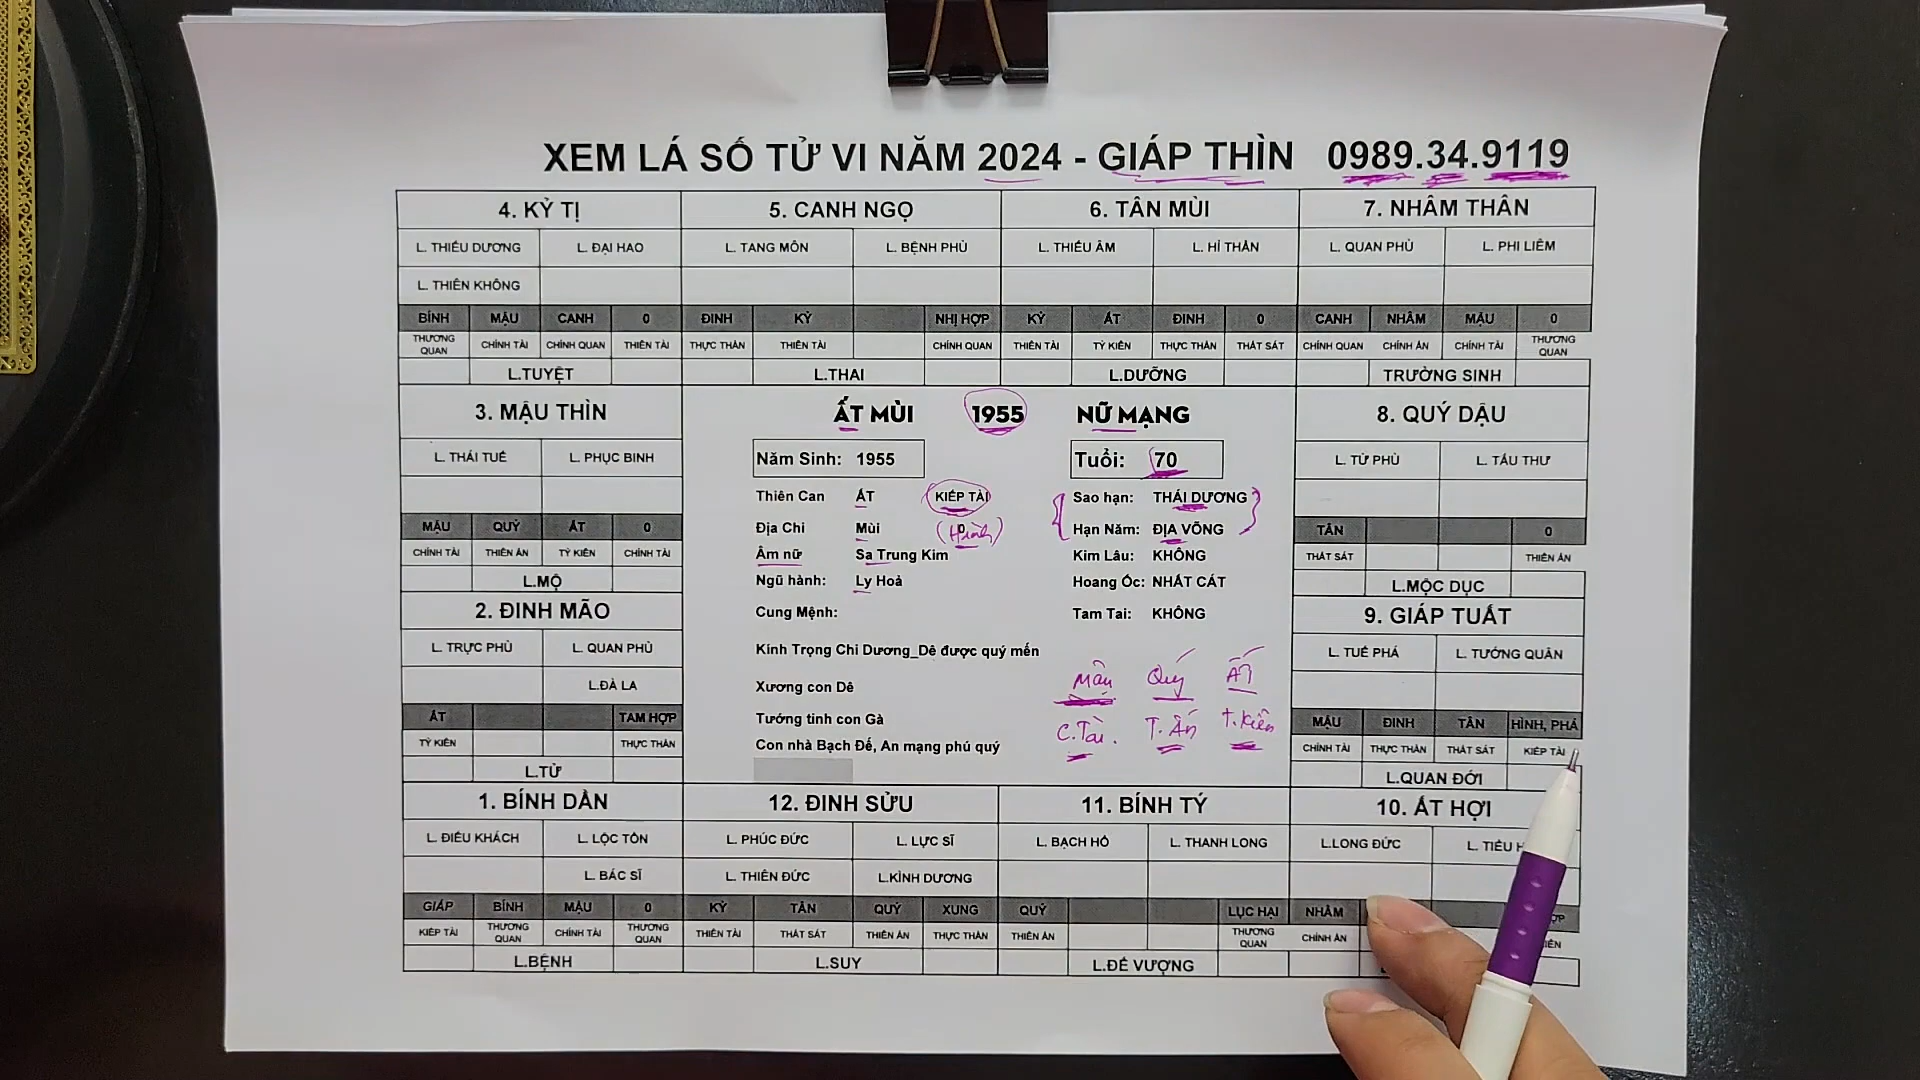 XEM LÁ SỐ TỬ VI NĂM 2024 - GIÁP THÌN 0989.34.9119
4. KỶ TỊ 5. CANH NGỌ 6. TÂN MÙI 7. NHÂM THÂN
L. THIẾU DƯƠNG L. ĐẠI HAO L. TANG MÔN L. BỆNH PHÙ L. THIẾU ÂM L. HỈ THẦN L. QUAN PHÙ L. PHI LIÊM
L. THIÊN KHÔNG
BÍNH MẬU CANH 0 ĐINH KỶ NHỊ HỢP KỶ ẤT ĐINH 0 CANH NHÂM MẬU 0
THƯƠNG QUAN CHÍNH TÀI CHÍNH QUAN THIÊN TÀI THỰC THẦN THIÊN TÀI CHÍNH QUAN THIÊN TÀI TỶ KIÊN THỰC THẦN THẤT SÁT CHÍNH QUAN CHÍNH ẤN CHÍNH TÀI THƯƠNG QUAN
L.TUYỆT L.THAI L.DƯỠNG TRƯỜNG SINH
3. MẬU THÌN ẤT MÙI 1955 NỮ MẠNG 8. QUÝ DẬU
L. THÁI TUẾ L. PHỤC BINH Năm Sinh: 1955 Tuổi: 70 L. TỬ PHÙ L. TẤU THƯ
Thiên Can ẤT KIẾP TÀI Sao hạn: THÁI DƯƠNG
MẬU QUÝ ẤT 0 Địa Chi Mùi 0 (Hình) Hạn Năm: ĐỊA VÕNG TÂN 0
CHÍNH TÀI THIÊN ẤN TỶ KIÊN CHÍNH TÀI Âm nữ Sa Trung Kim Kim Lâu: KHÔNG THẤT SÁT THIÊN ẤN
L.MỘ Ngũ hành: Ly Hoả Hoang Ốc: NHẤT CÁT L.MỘC DỤC
2. ĐINH MÃO Cung Mệnh: Tam Tai: KHÔNG 9. GIÁP TUẤT
L. TRỰC PHÙ L. QUAN PHỦ Kính Trọng Chi Dương_Dê được quý mến L. TUẾ PHÁ L. TƯỚNG QUÂN
L.ĐÀ LA Xương con Dê Mậu Quý Ất
ẤT TAM HỢP Tướng tinh con Gà C.Tài. T.Ấn T.Kiên MẬU ĐINH TÂN HÌNH, PHÁ
TỶ KIÊN THỰC THẦN Con nhà Bạch Đế, An mạng phú quý CHÍNH TÀI THỰC THẦN THẤT SÁT KIẾP TÀI
L.TỬ L.QUAN ĐỚI
1. BÍNH DẦN 12. ĐINH SỬU 11. BÍNH TÝ 10. ẤT HỢI
L. ĐIẾU KHÁCH L. LỘC TỒN L. PHÚC ĐỨC L. LỰC SĨ L. BẠCH HỔ L. THANH LONG L.LONG ĐỨC L. TIỂU
L. BÁC SĨ L. THIÊN ĐỨC L.KÌNH DƯƠNG
GIÁP BÍNH MẬU 0 KỶ TÂN QUÝ XUNG QUÝ LỤC HẠI NHÂM
KIẾP TÀI THƯƠNG QUAN CHÍNH TÀI THƯƠNG QUAN THIÊN TÀI THẤT SÁT THIÊN ẤN THỰC THẦN THIÊN ẤN THƯƠNG QUAN CHÍNH ẤN
L.BỆNH L.SUY L.ĐẾ VƯỢNG